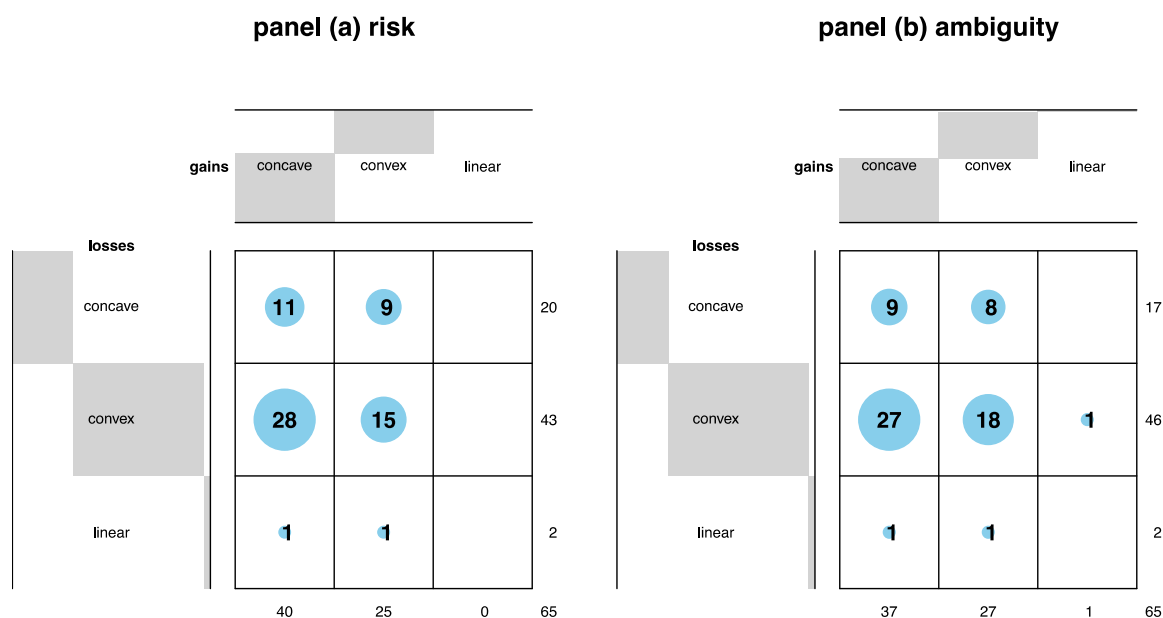 panel (a) risk
gains concave convex linear
losses
concave 11 9 20
convex 28 15 43
linear 1 1 2
40 25 0 65
panel (b) ambiguity
gains concave convex linear
losses
concave 9 8 17
convex 27 18 1 46
linear 1 1 2
37 27 1 65